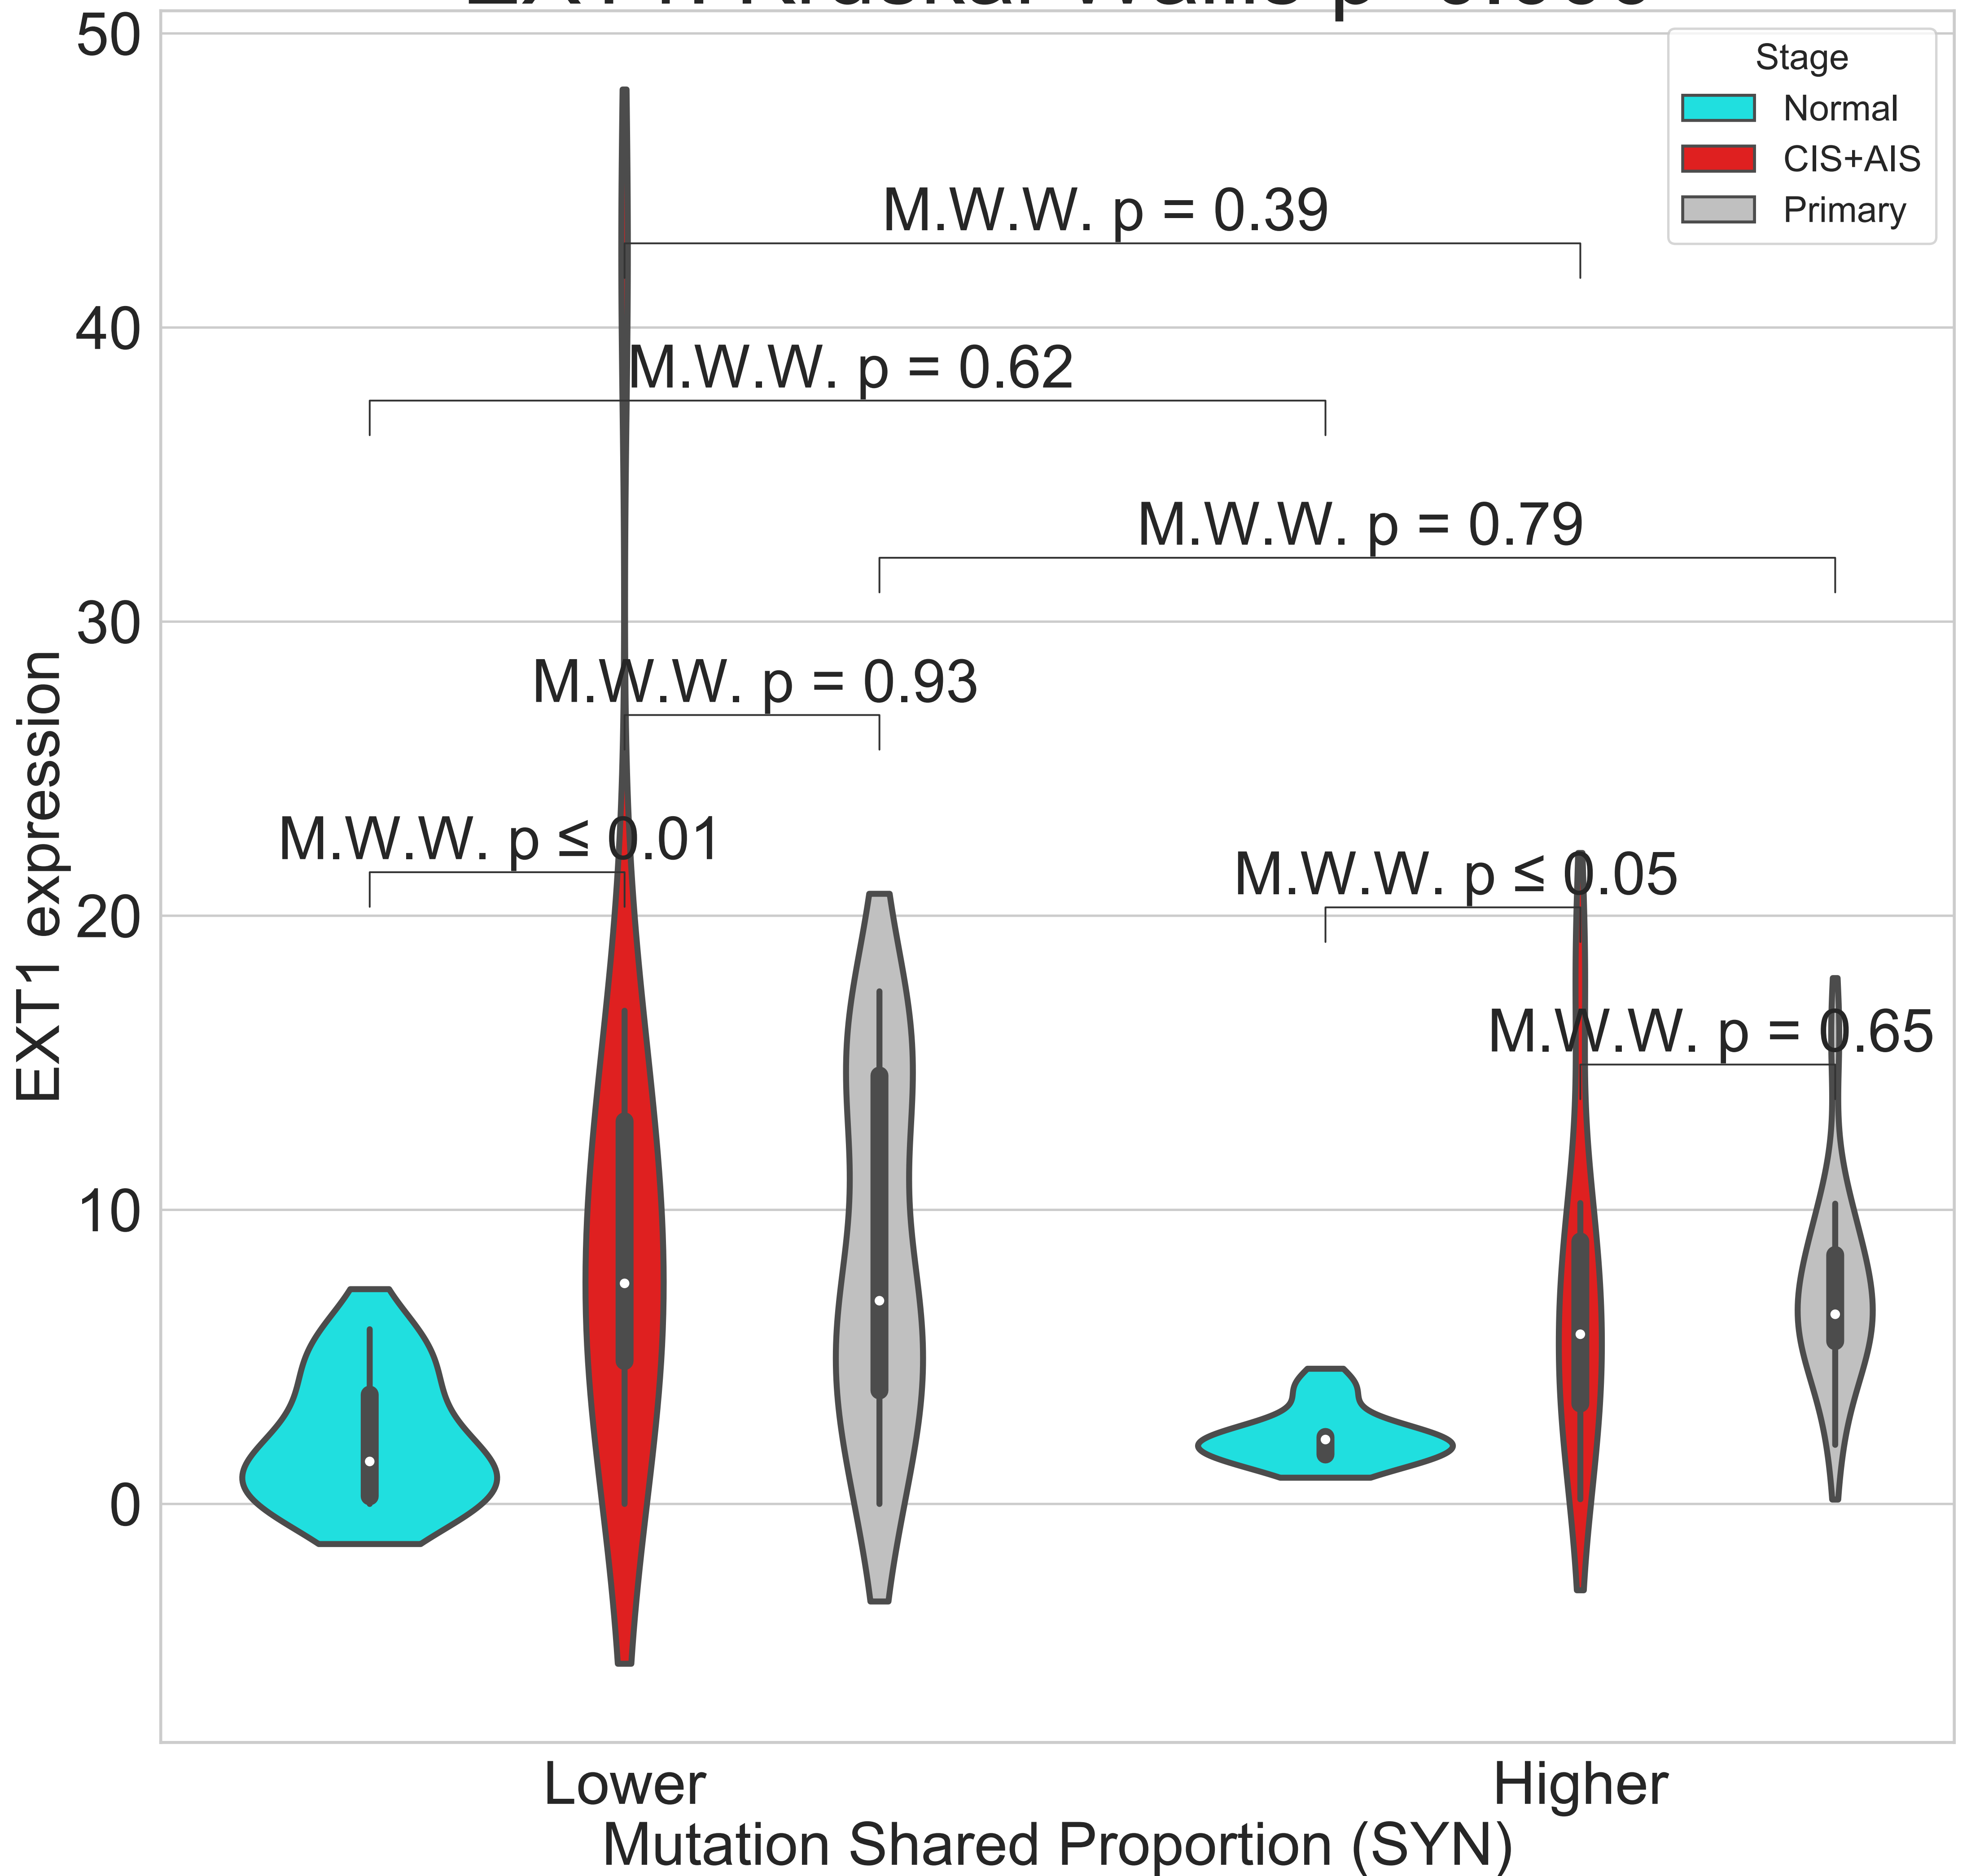 50
Stage
Normal
CIS+AIS
Primary
M.W.W. p = 0.39
40
M.W.W. p = 0.62
M.W.W. p = 0.79
30
M.W.W. p = 0.93
M.W.W. p ≤ 0.01
M.W.W. p ≤ 0.05
20
M.W.W. p = 0.65
EXT1 expression
10
0
Lower
Higher
Mutation Shared Proportion (SYN)